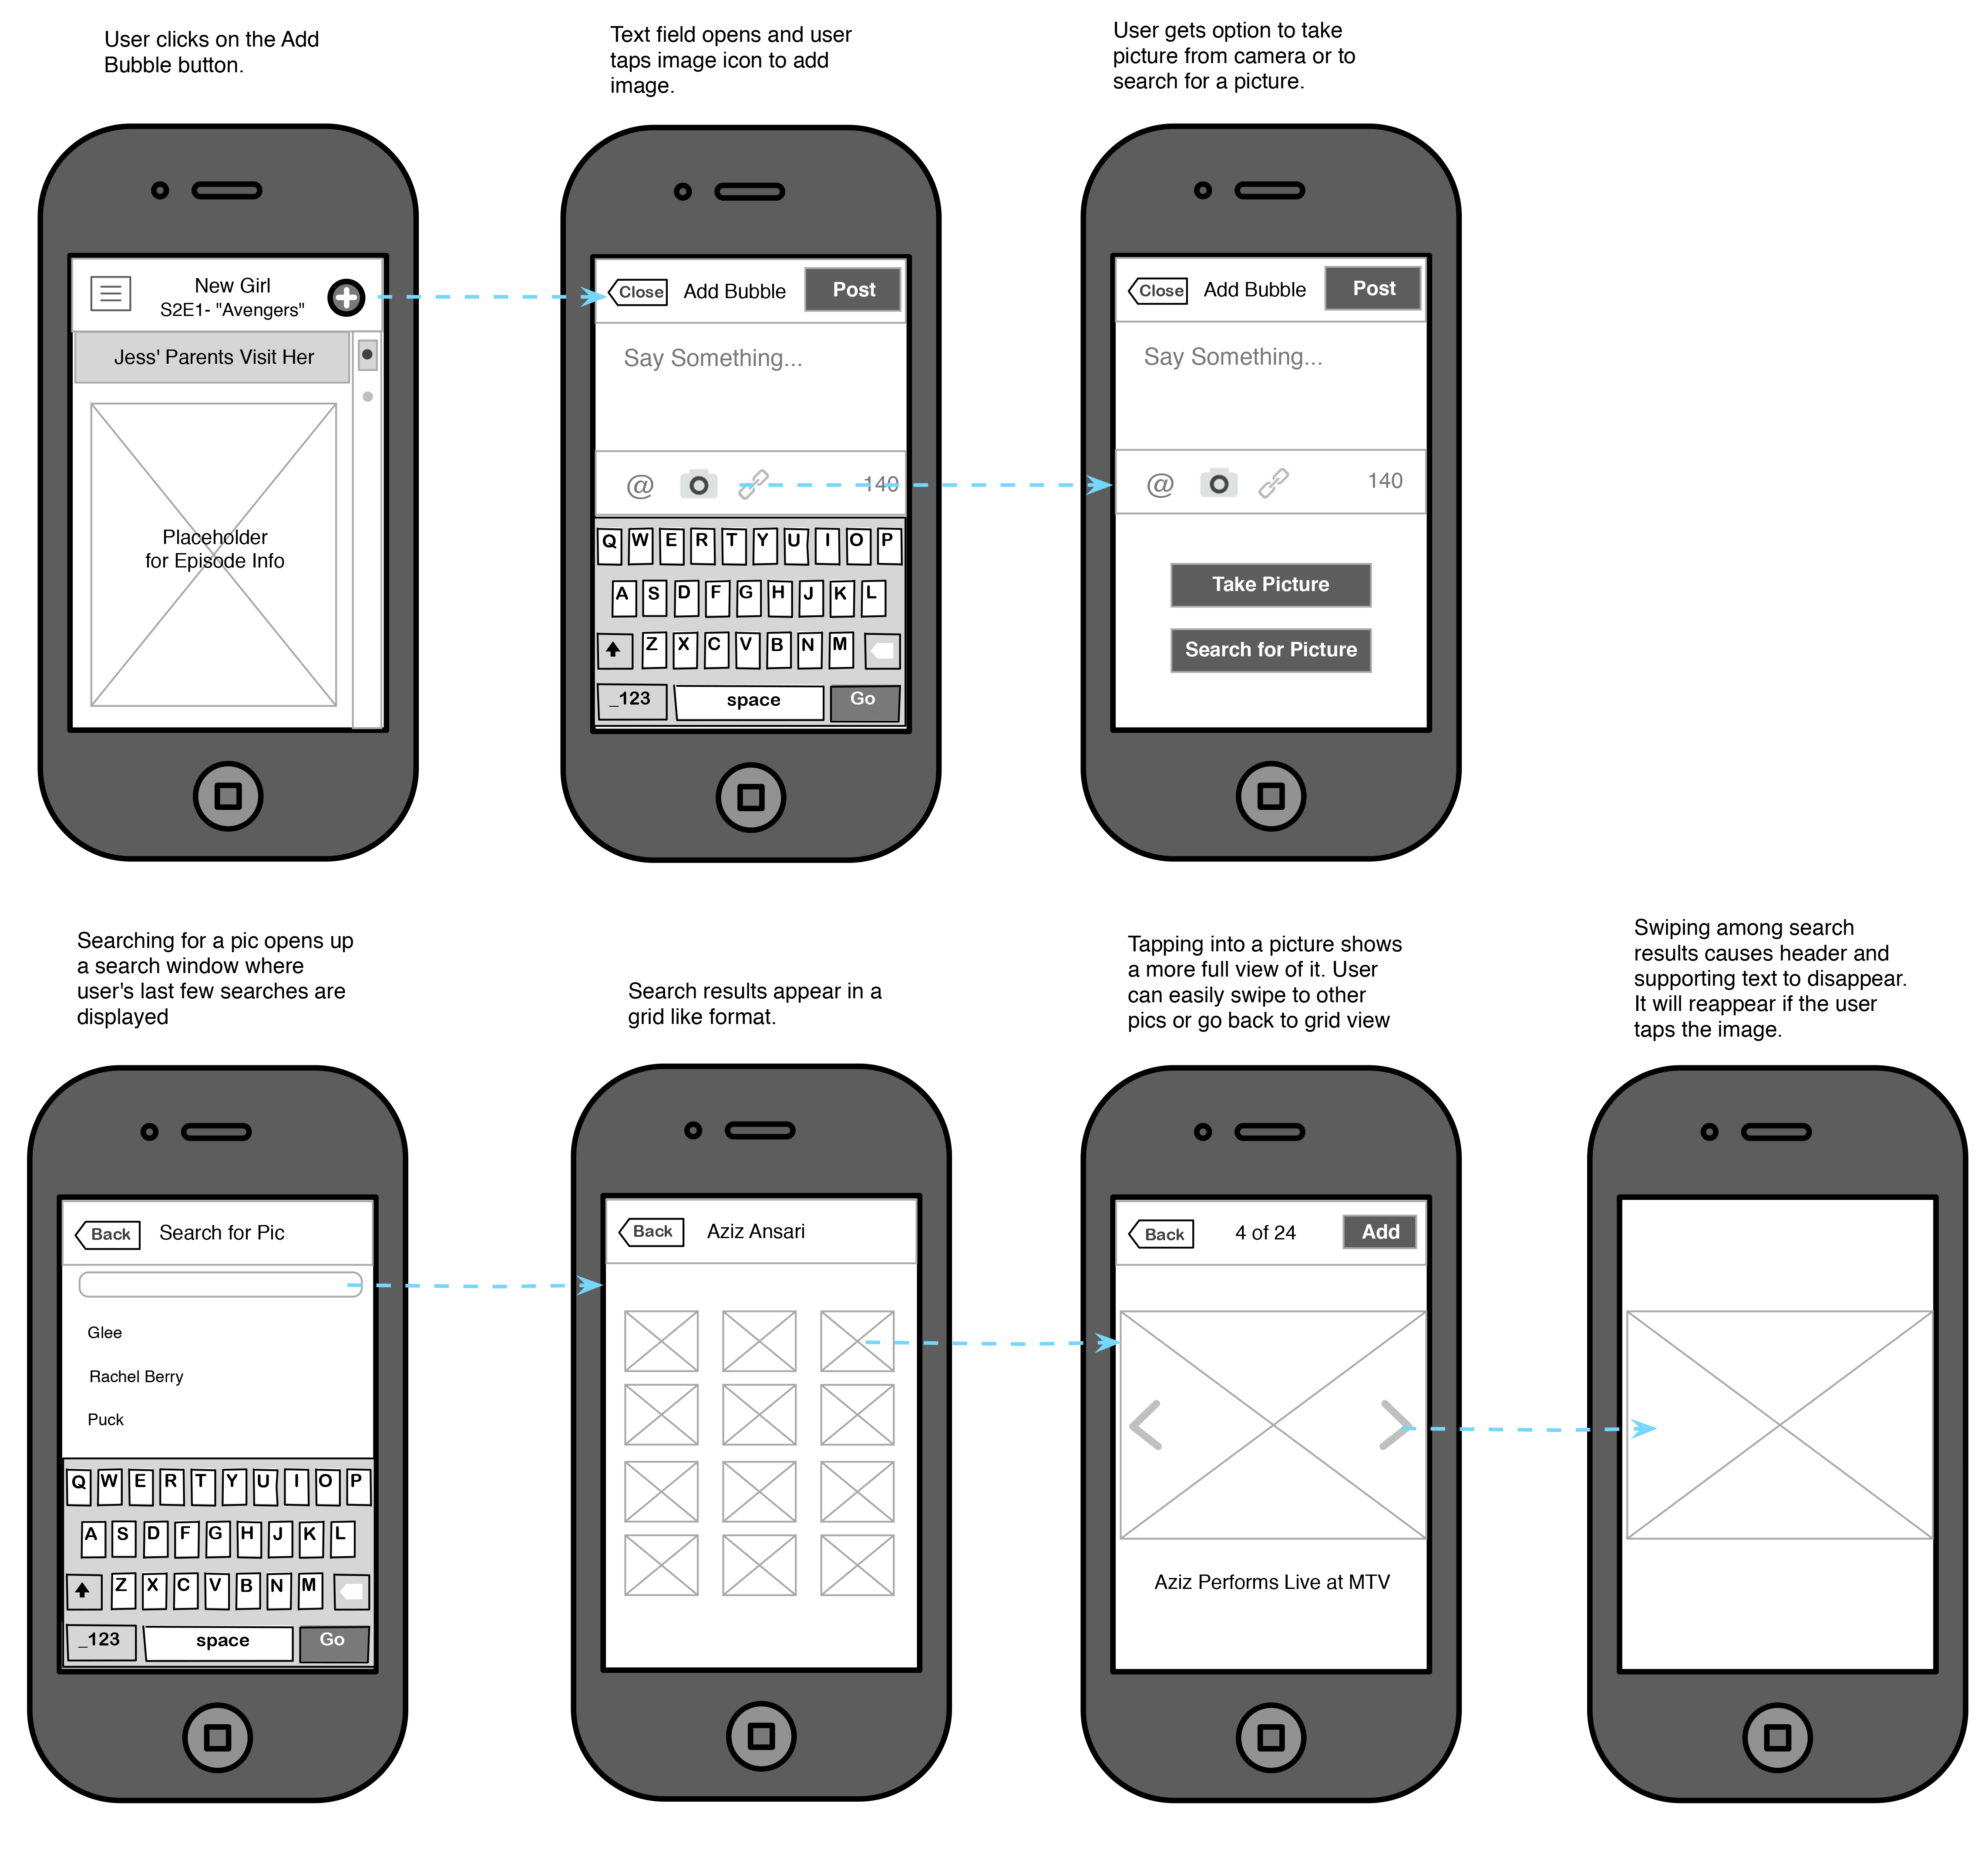 User clicks on the Add
Bubble button.
Text field opens and user
taps image icon to add
image.
User gets option to take
picture from camera or to
search for a picture.
New Girl
S2E1- "Avengers"
Jess' Parents Visit Her
Placeholder
for Episode Info
Close Add Bubble Post
Say Something...
@ 140
Q W E R T Y U I O P
A S D F G H J K L
Z X C V B N M
_123 space Go
Close Add Bubble Post
Say Something...
@ 140
Take Picture
Search for Picture
Searching for a pic opens up
a search window where
user's last few searches are
displayed
Search results appear in a
grid like format.
Tapping into a picture shows
a more full view of it. User
can easily swipe to other
pics or go back to grid view
Swiping among search
results causes header and
supporting text to disappear.
It will reappear if the user
taps the image.
Back Search for Pic
Glee
Rachel Berry
Puck
Q W E R T Y U I O P
A S D F G H J K L
Z X C V B N M
_123 space Go
Back Aziz Ansari
Back 4 of 24 Add
Aziz Performs Live at MTV